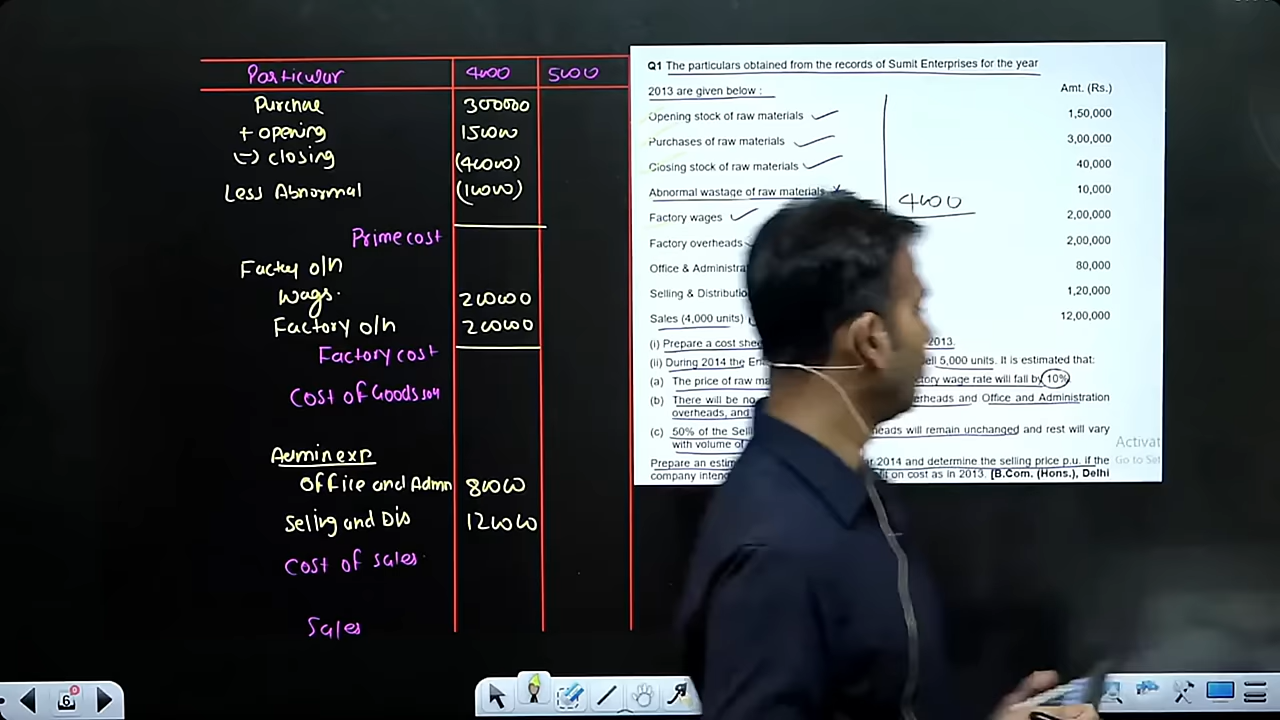 Particular 4000 5000
Purchae 300000
+ opening 150000
(-) closing (40000)
Less Abnormal (10000)
Prime cost
Factory o/h
Wags.
200000
Factory o/h 200000
Factory cost
Cost of Goods sold
Admin exp
Office and Admn 80000
Seling and Dis 120000
Cost of sales.
Sales
Q1 The particulars obtained from the records of Sumit Enterprises for the year
2013 are given below :
Amt. (Rs.)
Opening stock of raw materials 1,50,000
Purchases of raw materials 3,00,000
Closing stock of raw materials 40,000
Abnormal wastage of raw materials 10,000
4000
Factory wages 2,00,000
Factory overheads 2,00,000
Office & Administra 80,000
Selling & Distributio 1,20,000
Sales (4,000 units) 12,00,000
(i) Prepare a cost shee 2013.
(ii) During 2014 the En ell 5,000 units. It is estimated that:
(a) The price of raw ma ctory wage rate will fall by 10%
(b) There will be no erheads and Office and Administration
overheads, and
(c) 50% of the Selli heads will remain unchanged and rest will vary
with volume of
Prepare an estim 2014 and determine the selling price p.u. if the
company intend it on cost as in 2013. [B.Com. (Hons.), Delhi
Activat
Go to Set
6